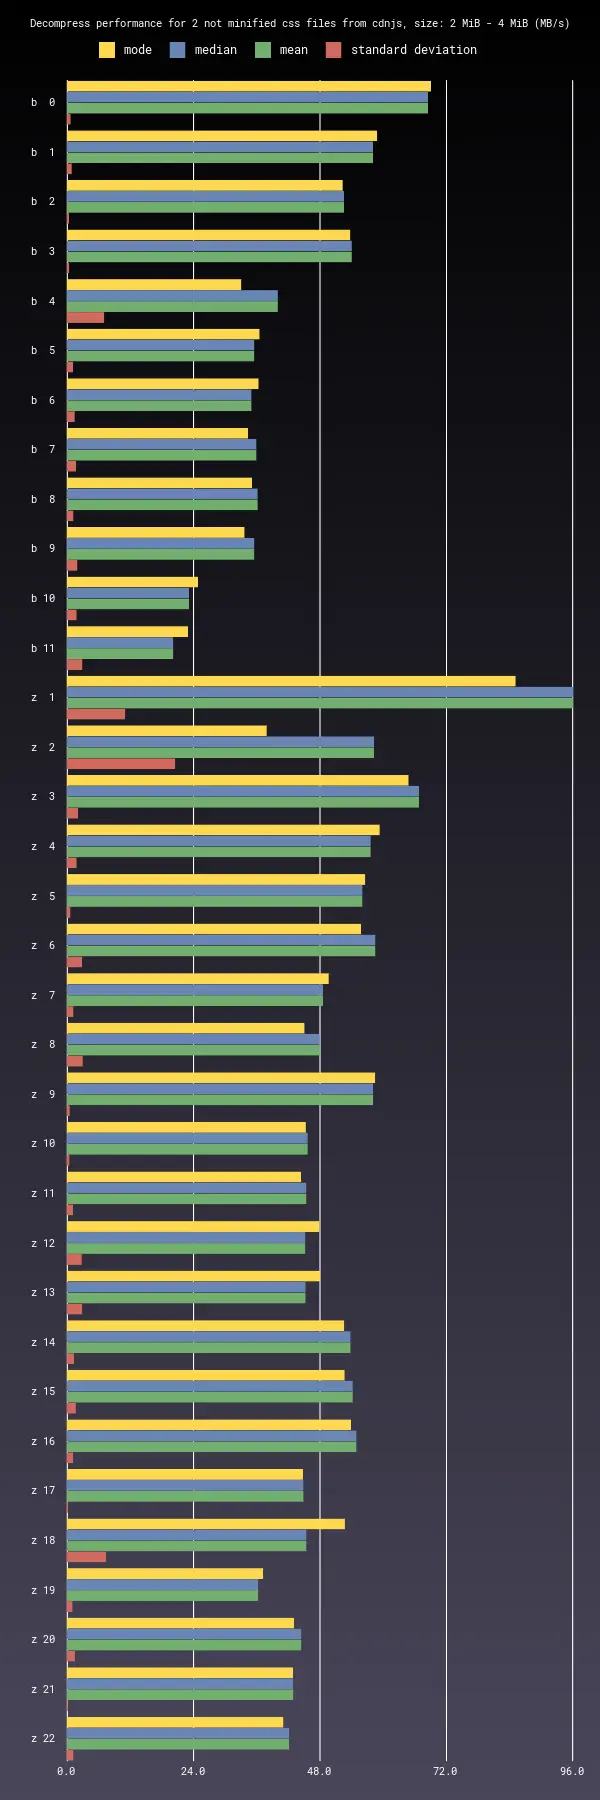 Decompress performance for 2 not minified css files from cdnjs, size: 2 MiB - 4 MiB (MB/s)
mode median mean standard deviation
b 0
b 1
b 2
b 3
b 4
b 5
b 6
b 7
b 8
b 9
b 10
b 11
z 1
z 2
z 3
z 4
z 5
z 6
z 7
z 8
z 9
z 10
z 11
z 12
z 13
z 14
z 15
z 16
z 17
z 18
z 19
z 20
z 21
z 22
0.0 24.0 48.0 72.0 96.0